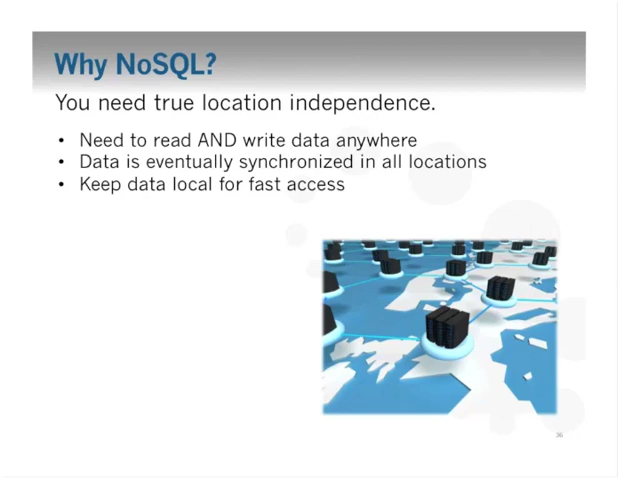 Why NoSQL?
You need true location independence.
• Need to read AND write data anywhere
• Data is eventually synchronized in all locations
• Keep data local for fast access
36